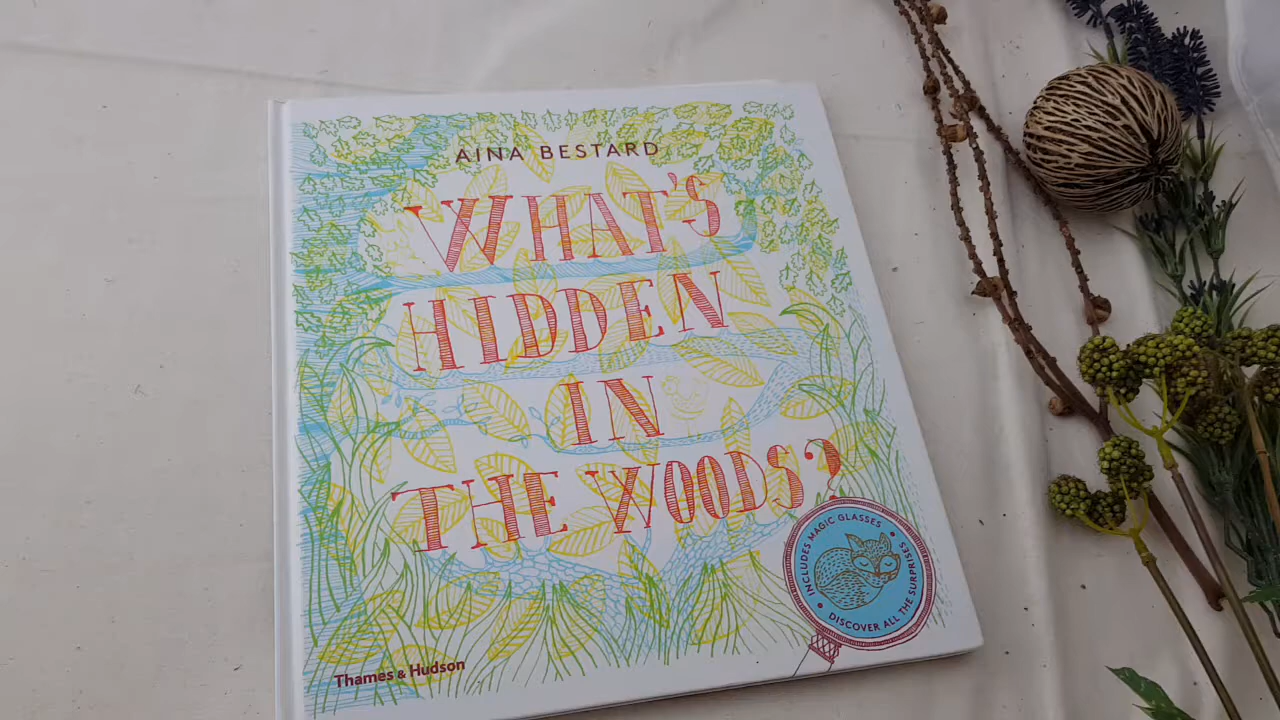 AINA BESTARD
WHAT'S
HIDDEN
IN
THE WOODS?
INCLUDES MAGIC GLASSES
DISCOVER ALL THE SURPRISES
Thames & Hudson